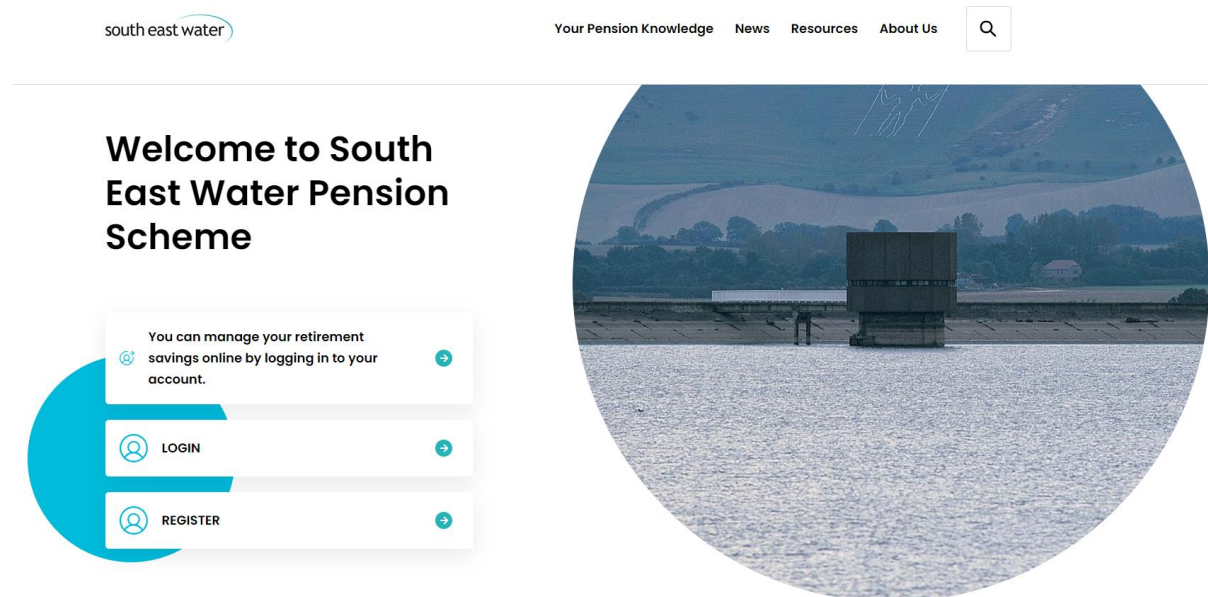 south east water
Your Pension Knowledge News Resources About Us
Welcome to South
East Water Pension
Scheme
You can manage your retirement
savings online by logging in to your
account.
LOGIN
REGISTER